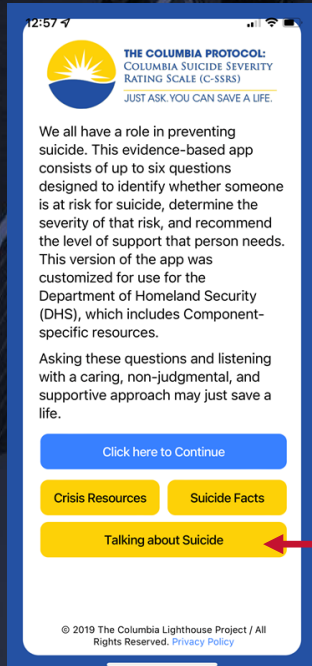 12:57
THE COLUMBIA PROTOCOL:
COLUMBIA SUICIDE SEVERITY
RATING SCALE (C-SSRS)
JUST ASK. YOU CAN SAVE A LIFE.
We all have a role in preventing
suicide. This evidence-based app
consists of up to six questions
designed to identify whether someone
is at risk for suicide, determine the
severity of that risk, and recommend
the level of support that person needs.
This version of the app was
customized for use for the
Department of Homeland Security
(DHS), which includes Component-
specific resources.
Asking these questions and listening
with a caring, non-judgmental, and
supportive approach may just save a
life.
Click here to Continue
Crisis Resources Suicide Facts
Talking about Suicide
© 2019 The Columbia Lighthouse Project / All
Rights Reserved. Privacy Policy